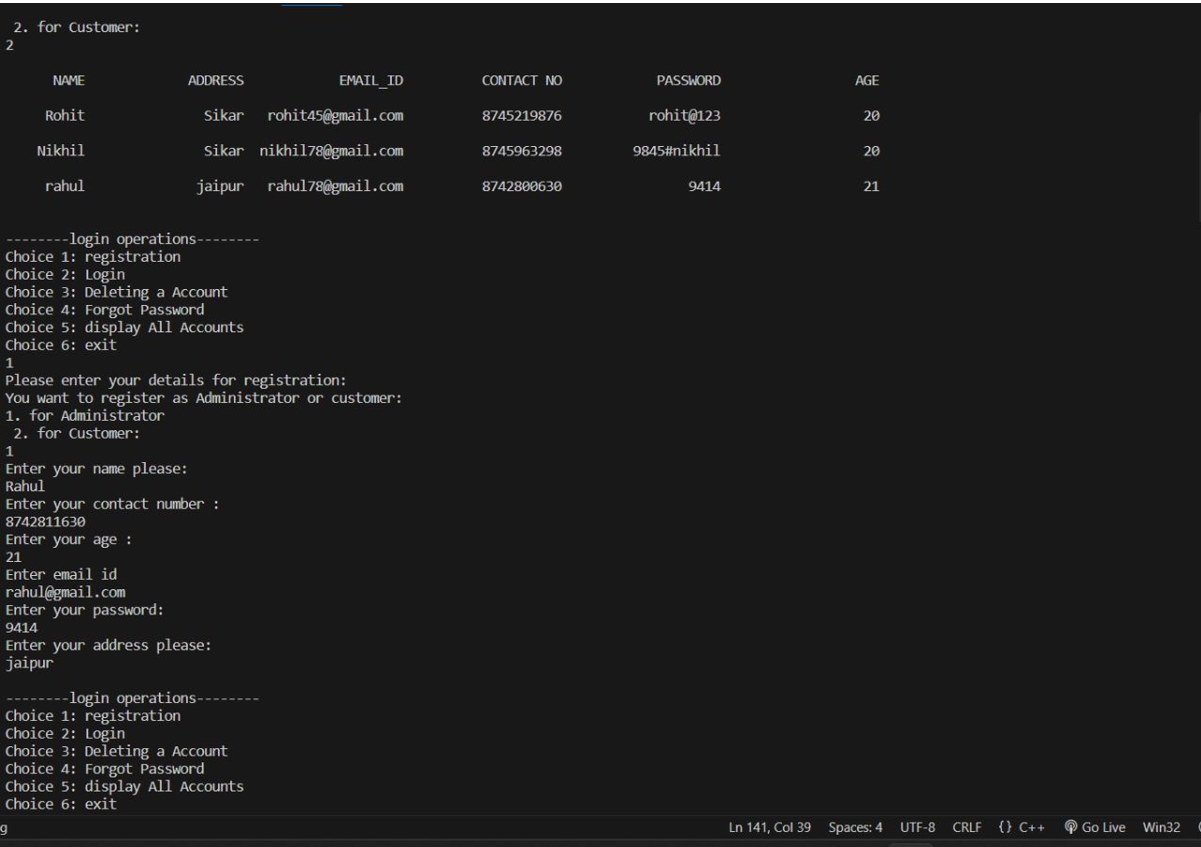 2. for Customer:
2
NAME ADDRESS EMAIL_ID CONTACT NO PASSWORD AGE
Rohit Sikar rohit45@gmail.com 8745219876 rohit@123 20
Nikhil Sikar nikhil78@gmail.com 8745963298 9845#nikhil 20
rahul jaipur rahul78@gmail.com 8742800630 9414 21
--------login operations--------
Choice 1: registration
Choice 2: Login
Choice 3: Deleting a Account
Choice 4: Forgot Password
Choice 5: display All Accounts
Choice 6: exit
1
Please enter your details for registration:
You want to register as Administrator or customer:
1. for Administrator
2. for Customer:
1
Enter your name please:
Rahul
Enter your contact number :
8742811630
Enter your age :
21
Enter email id
rahul@gmail.com
Enter your password:
9414
Enter your address please:
jaipur
--------login operations--------
Choice 1: registration
Choice 2: Login
Choice 3: Deleting a Account
Choice 4: Forgot Password
Choice 5: display All Accounts
Choice 6: exit
g Ln 141, Col 39 Spaces: 4 UTF-8 CRLF {} C++ Go Live Win32